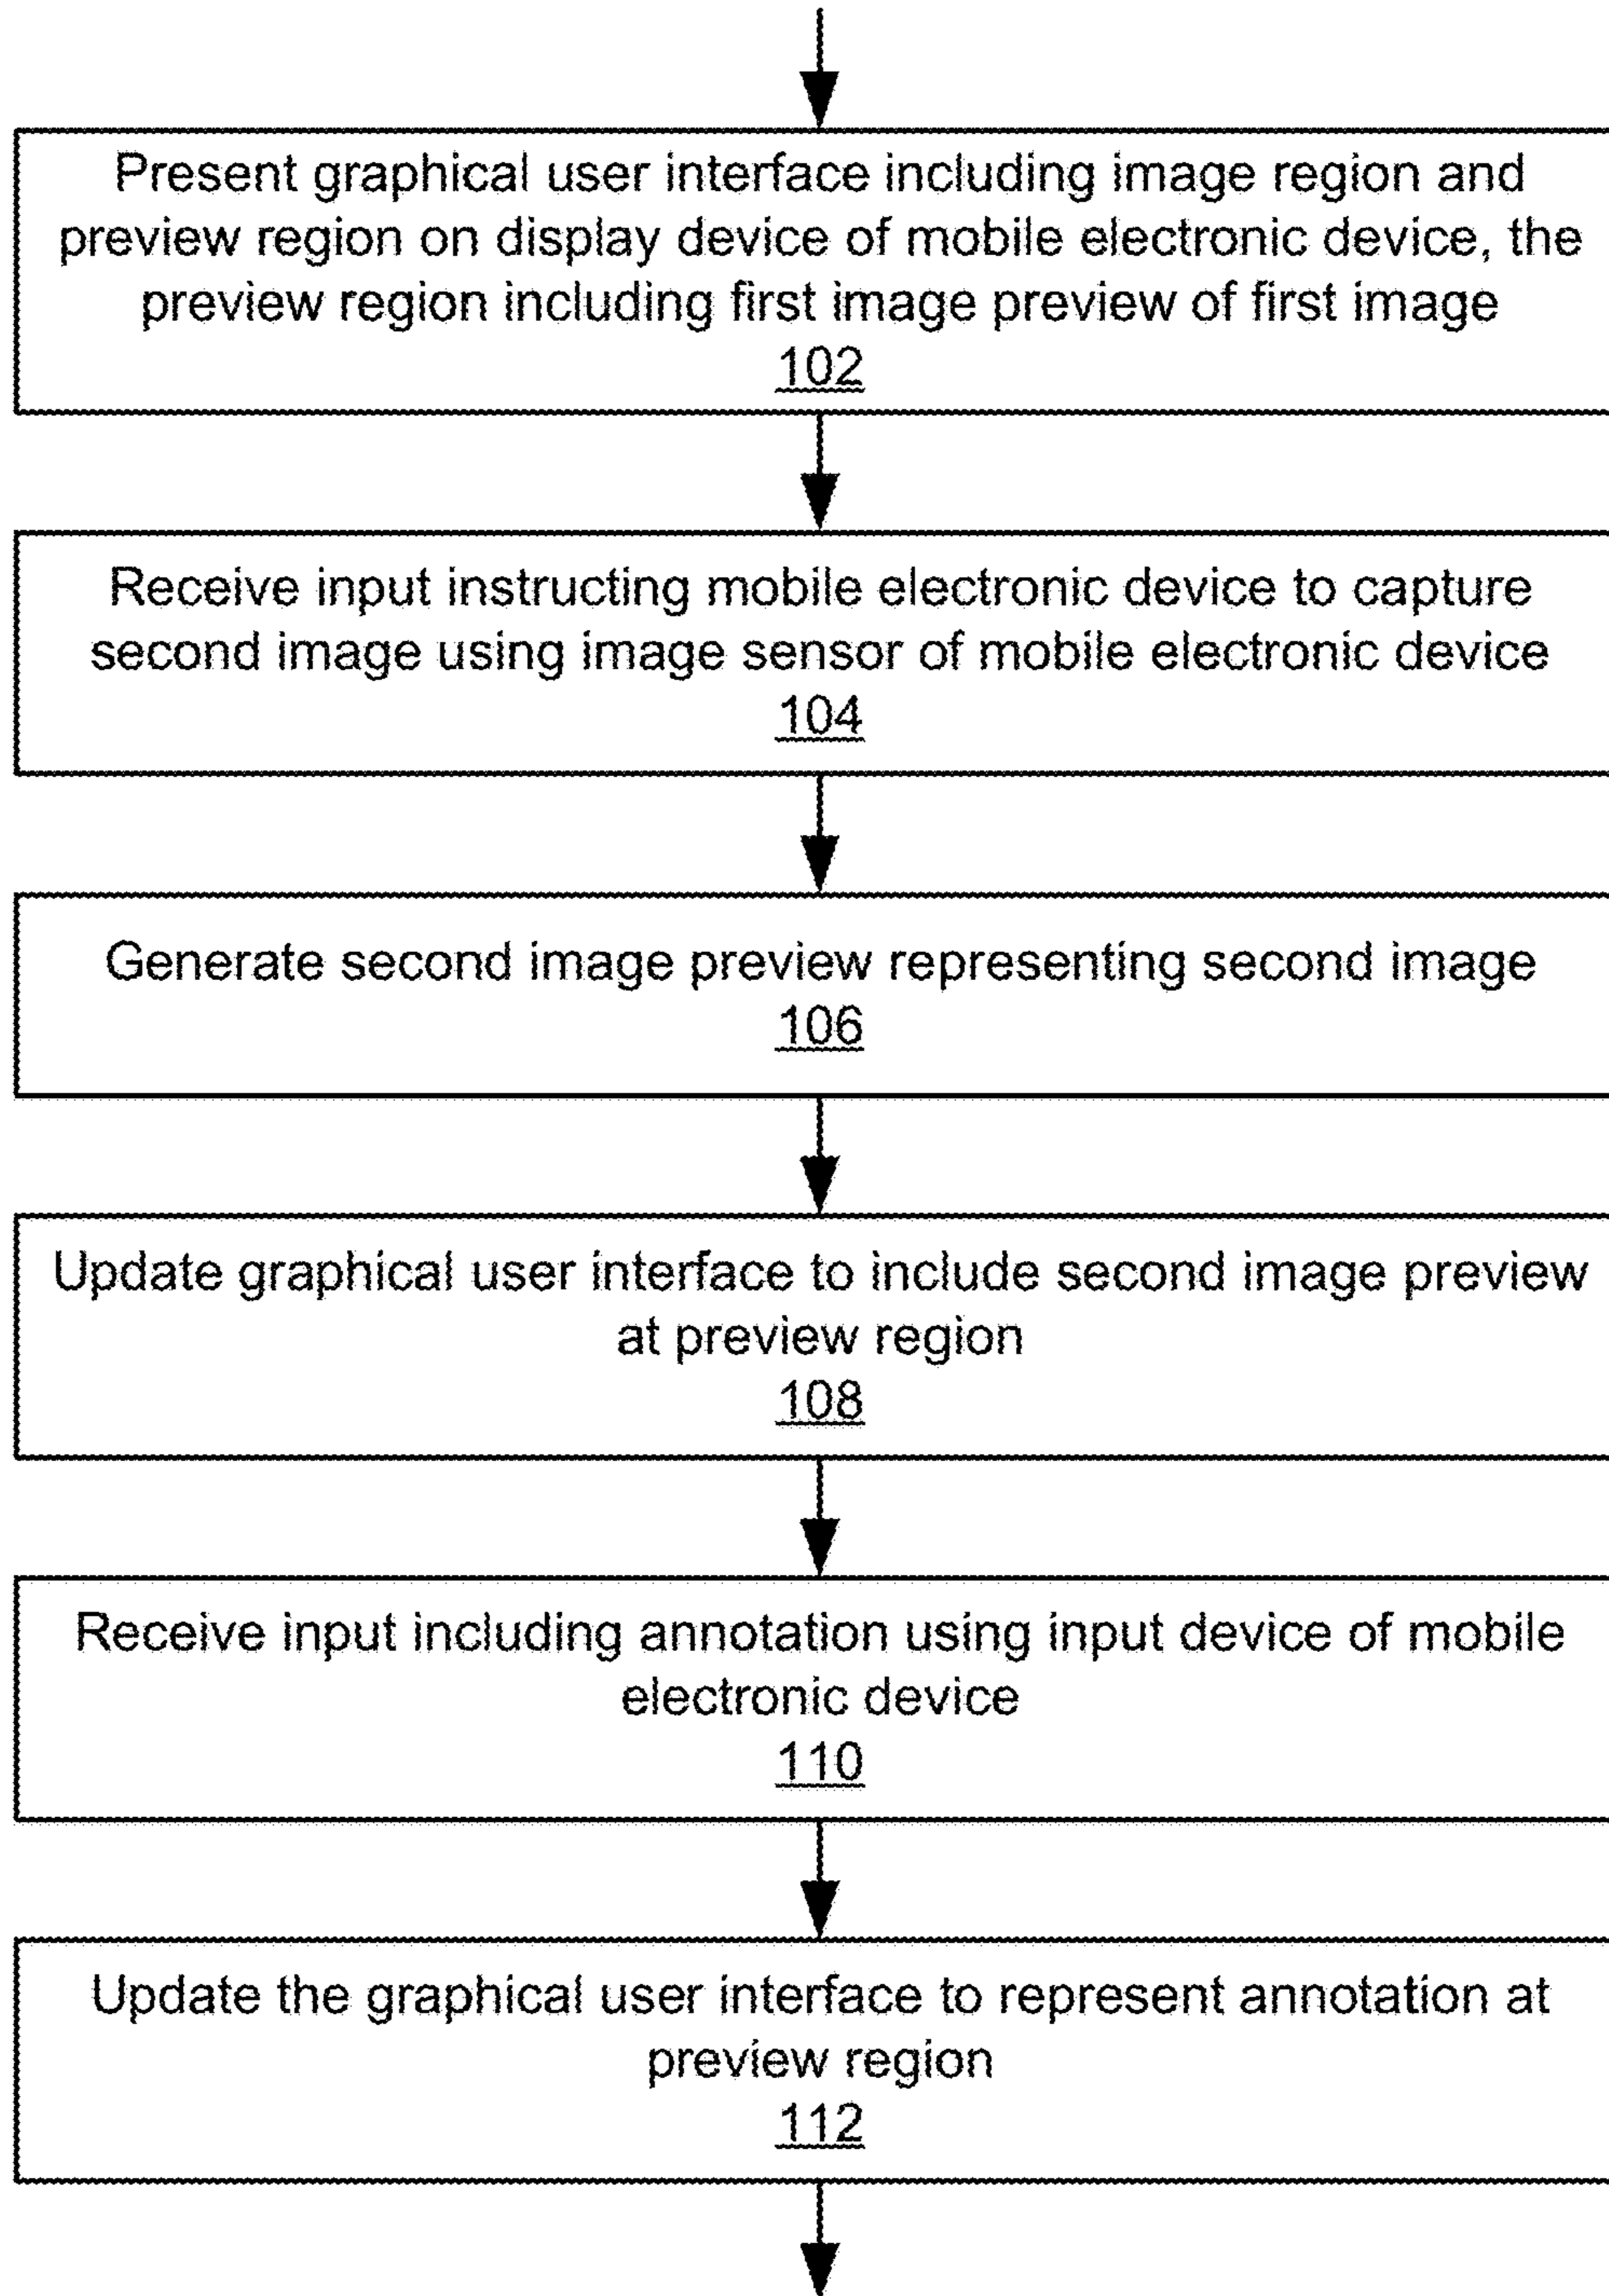 Present graphical user interface including image region and
preview region on display device of mobile electronic device, the
preview region including first image preview of first image
102
Receive input instructing mobile electronic device to capture
second image using image sensor of mobile electronic device
104
Generate second image preview representing second image
106
Update graphical user interface to include second image preview
at preview region
108
Receive input including annotation using input device of mobile
electronic device
110
Update the graphical user interface to represent annotation at
preview region
112